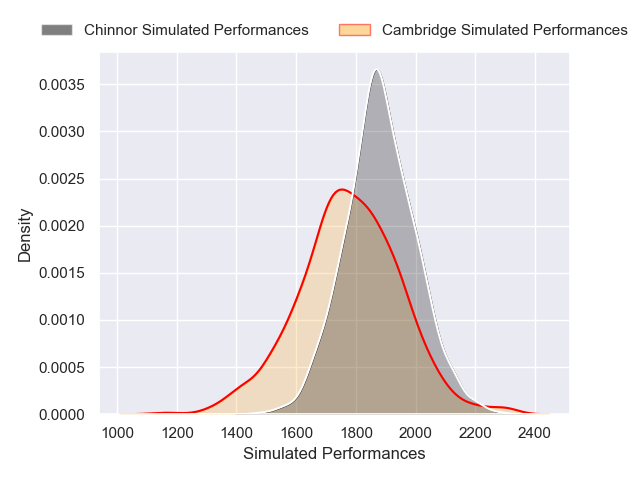 Chinnor Simulated Performances
Cambridge Simulated Performances
0.0035
0.0030
0.0025
0.0020
0.0015
0.0010
0.0005
0.0000
Density
1000 1200 1400 1600 1800 2000 2200 2400
Simulated Performances